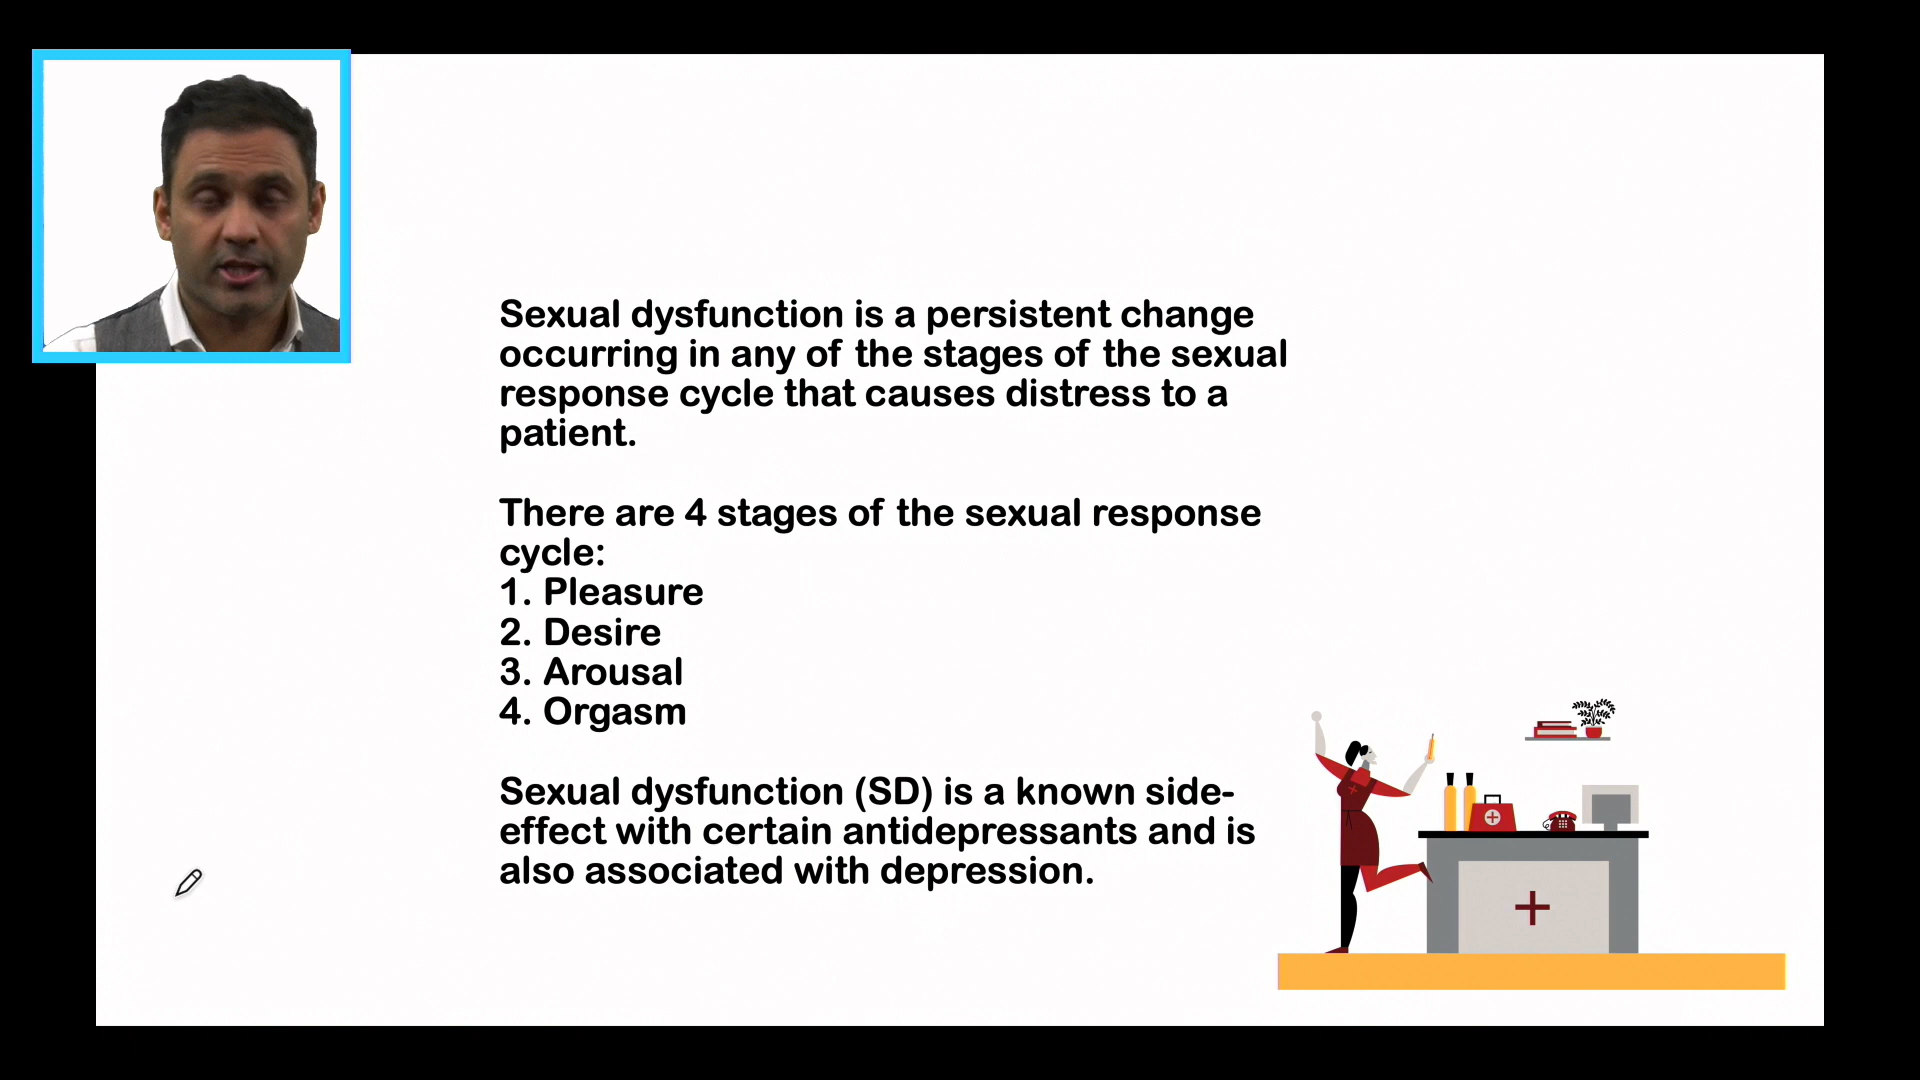 Sexual dysfunction is a persistent change
occurring in any of the stages of the sexual
response cycle that causes distress to a
patient.
There are 4 stages of the sexual response
cycle:
1. Pleasure
2. Desire
3. Arousal
4. Orgasm
Sexual dysfunction (SD) is a known side-
effect with certain antidepressants and is
also associated with depression.